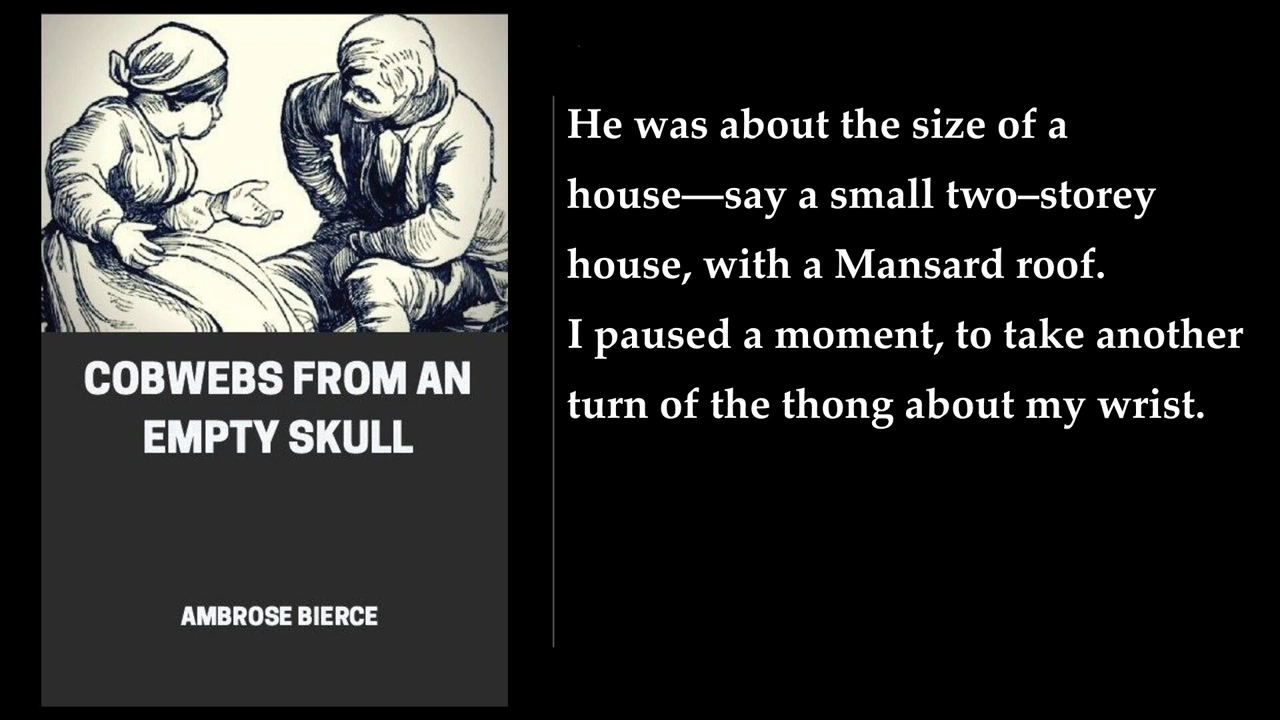 COBWEBS FROM AN
EMPTY SKULL
AMBROSE BIERCE
He was about the size of a
house—say a small two–storey
house, with a Mansard roof.
I paused a moment, to take another
turn of the thong about my wrist.